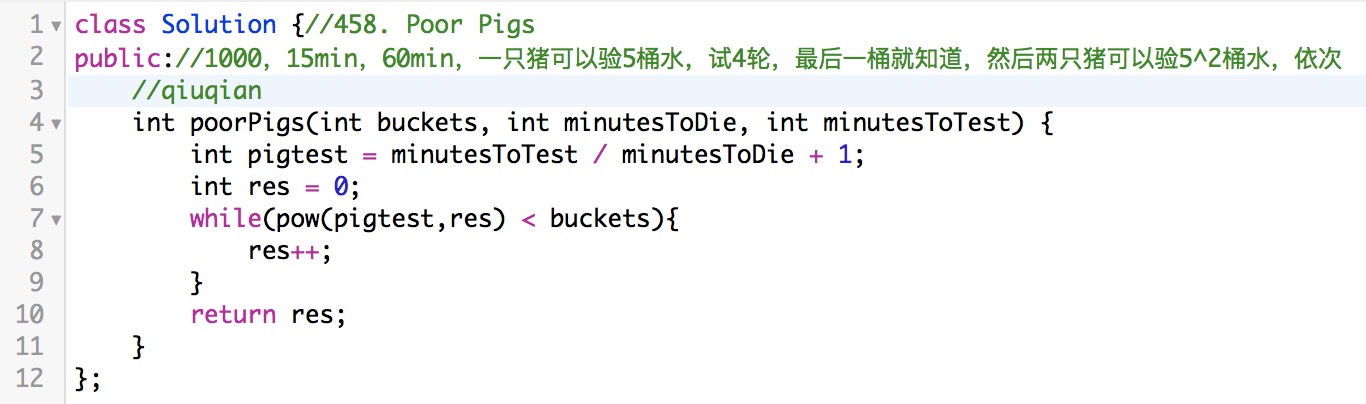 1 class Solution {//458. Poor Pigs
2 public://1000，15min，60min，一只猪可以验5桶水，试4轮，最后一桶就知道，然后两只猪可以验5^2桶水，依次
3     //qiuqian
4     int poorPigs(int buckets, int minutesToDie, int minutesToTest) {
5         int pigtest = minutesToTest / minutesToDie + 1;
6         int res = 0;
7         while(pow(pigtest,res) < buckets){
8             res++;
9         }
10         return res;
11     }
12 };